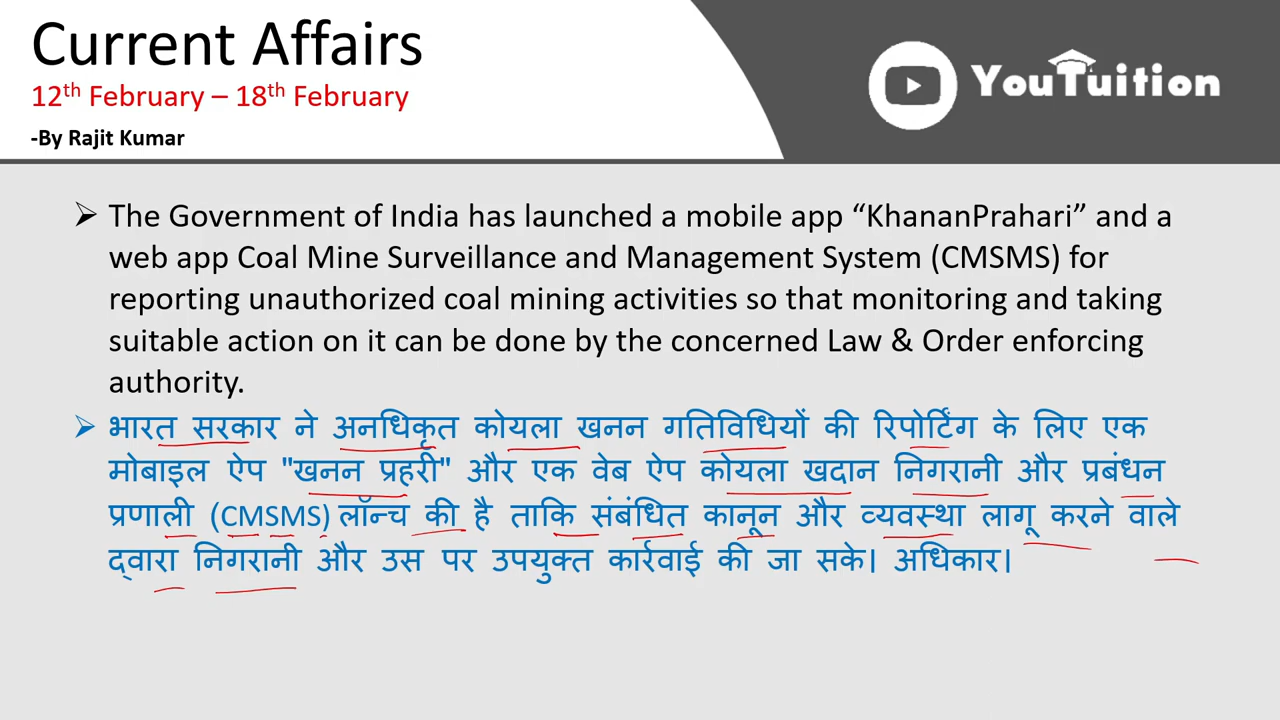 Current Affairs
12th February – 18th February
-By Rajit Kumar
YouTuition
➢ The Government of India has launched a mobile app “KhananPrahari” and a
web app Coal Mine Surveillance and Management System (CMSMS) for
reporting unauthorized coal mining activities so that monitoring and taking
suitable action on it can be done by the concerned Law & Order enforcing
authority.
➢ भारत सरकार ने अनधिकृत कोयला खनन गतिविधियों की रिपोर्टिंग के लिए एक
मोबाइल ऐप "खनन प्रहरी" और एक वेब ऐप कोयला खदान निगरानी और प्रबंधन
प्रणाली (CMSMS) लॉन्च की है ताकि संबंधित कानून और व्यवस्था लागू करने वाले
द्वारा निगरानी और उस पर उपयुक्त कार्रवाई की जा सके। अधिकार।